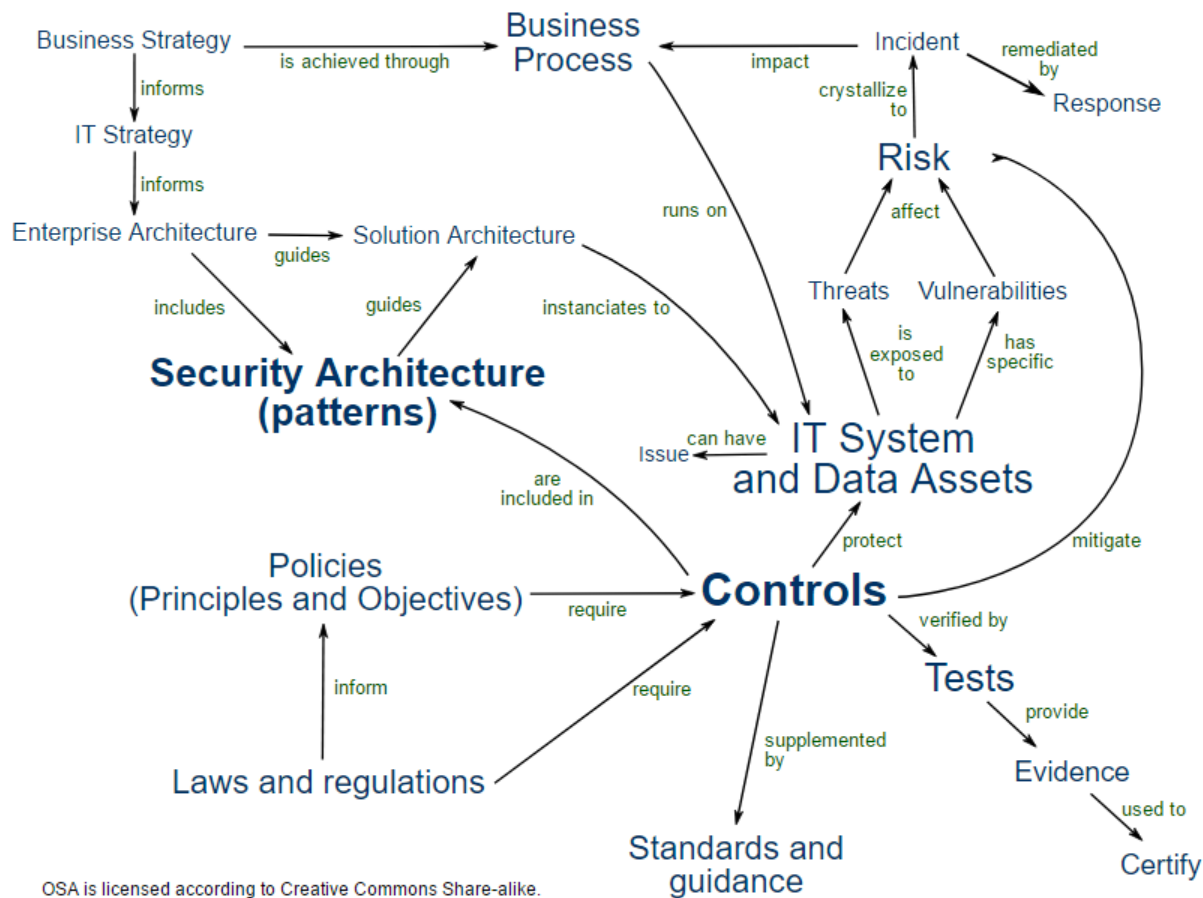 Business Strategy
is achieved through
Business
Process
impact
Incident
remediated
by
Response
informs
crystallize
to
IT Strategy
Risk
informs
runs on
affect
Enterprise Architecture
guides
Solution Architecture
includes
guides
instanciates to
Threats
Vulnerabilities
is
exposed
to
has
specific
Security Architecture
(patterns)
Issue
can have
IT System
and Data Assets
are
included in
protect
mitigate
Policies
(Principles and Objectives)
require
Controls
verified by
inform
require
Tests
provide
supplemented
by
Laws and regulations
Evidence
used to
Standards and
guidance
Certify
OSA is licensed according to Creative Commons Share-alike.